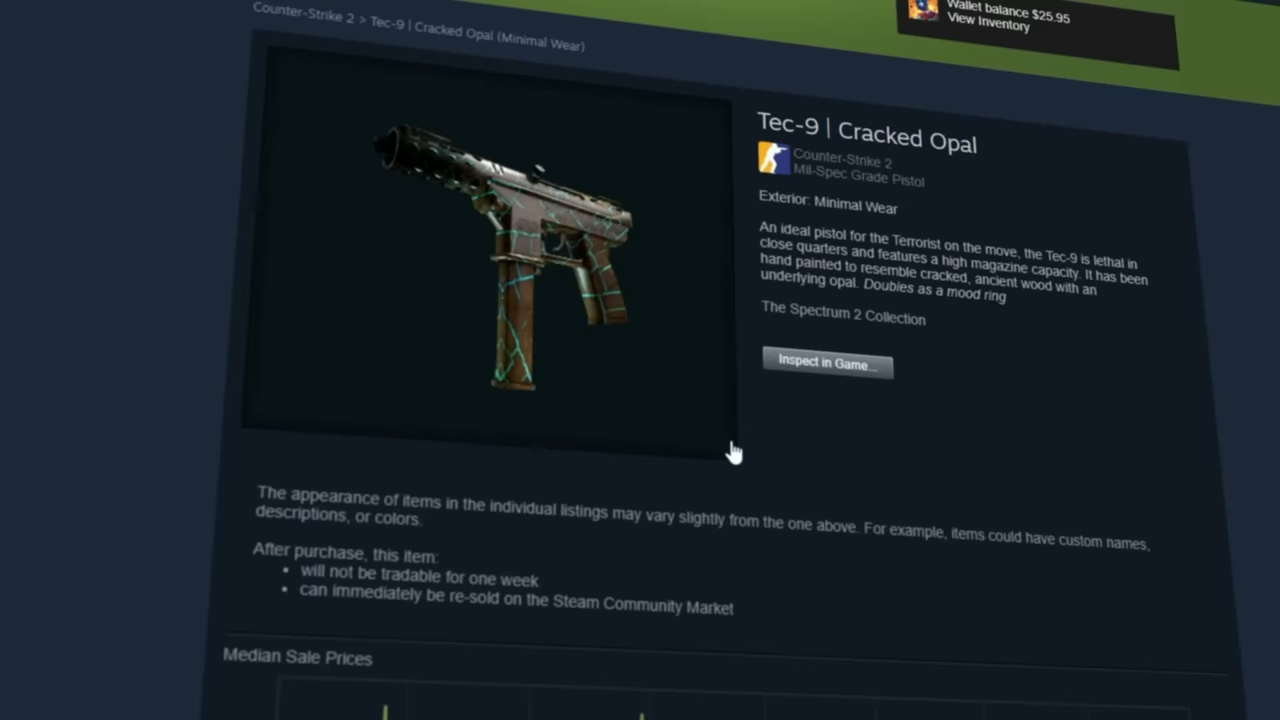 Wallet balance $25.95
View Inventory
Counter-Strike 2 > Tec-9 | Cracked Opal (Minimal Wear)
Tec-9 | Cracked Opal
Counter-Strike 2
Mil-Spec Grade Pistol
Exterior: Minimal Wear
An ideal pistol for the Terrorist on the move, the Tec-9 is lethal in
close quarters and features a high magazine capacity. It has been
hand painted to resemble cracked, ancient wood with an
underlying opal. Doubles as a mood ring
The Spectrum 2 Collection
Inspect in Game...
The appearance of items in the individual listings may vary slightly from the one above. For example, items could have custom names,
descriptions, or colors.
After purchase, this item:
• will not be tradable for one week
• can immediately be re-sold on the Steam Community Market
Median Sale Prices